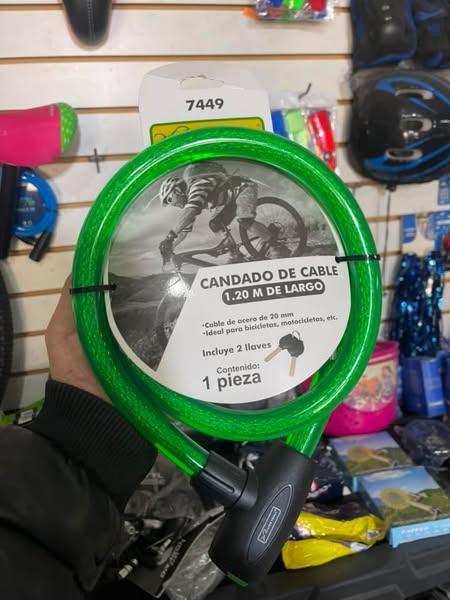 7449
CANDADO DE CABLE
1.20 M DE LARGO
•Cable de acero de 20 mm
•Ideal para bicicletas, motocicletas, etc.
Incluye 2 llaves
Contenido:
1 pieza